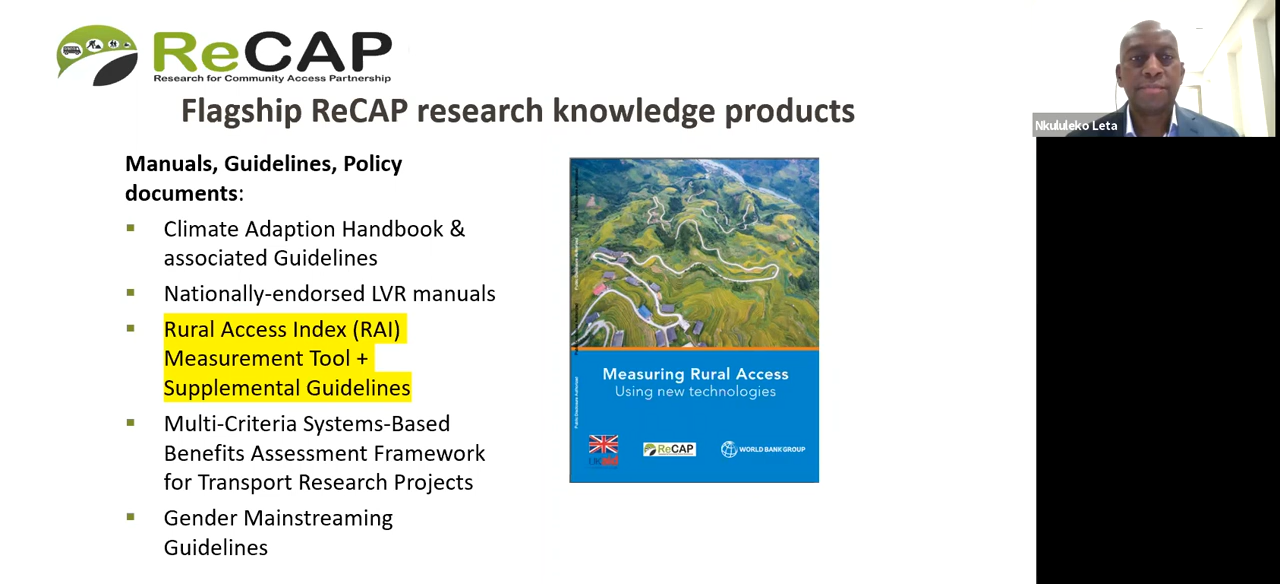 ReCAP
Research for Community Access Partnership
Flagship ReCAP research knowledge products
Manuals, Guidelines, Policy
documents:
Climate Adaption Handbook &
associated Guidelines
Nationally-endorsed LVR manuals
Rural Access Index (RAI)
Measurement Tool +
Supplemental Guidelines
Multi-Criteria Systems-Based
Benefits Assessment Framework
for Transport Research Projects
Gender Mainstreaming
Guidelines
Measuring Rural Access
Using new technologies
UKaid
ReCAP
WORLD BANK GROUP
Nkululeko Leta